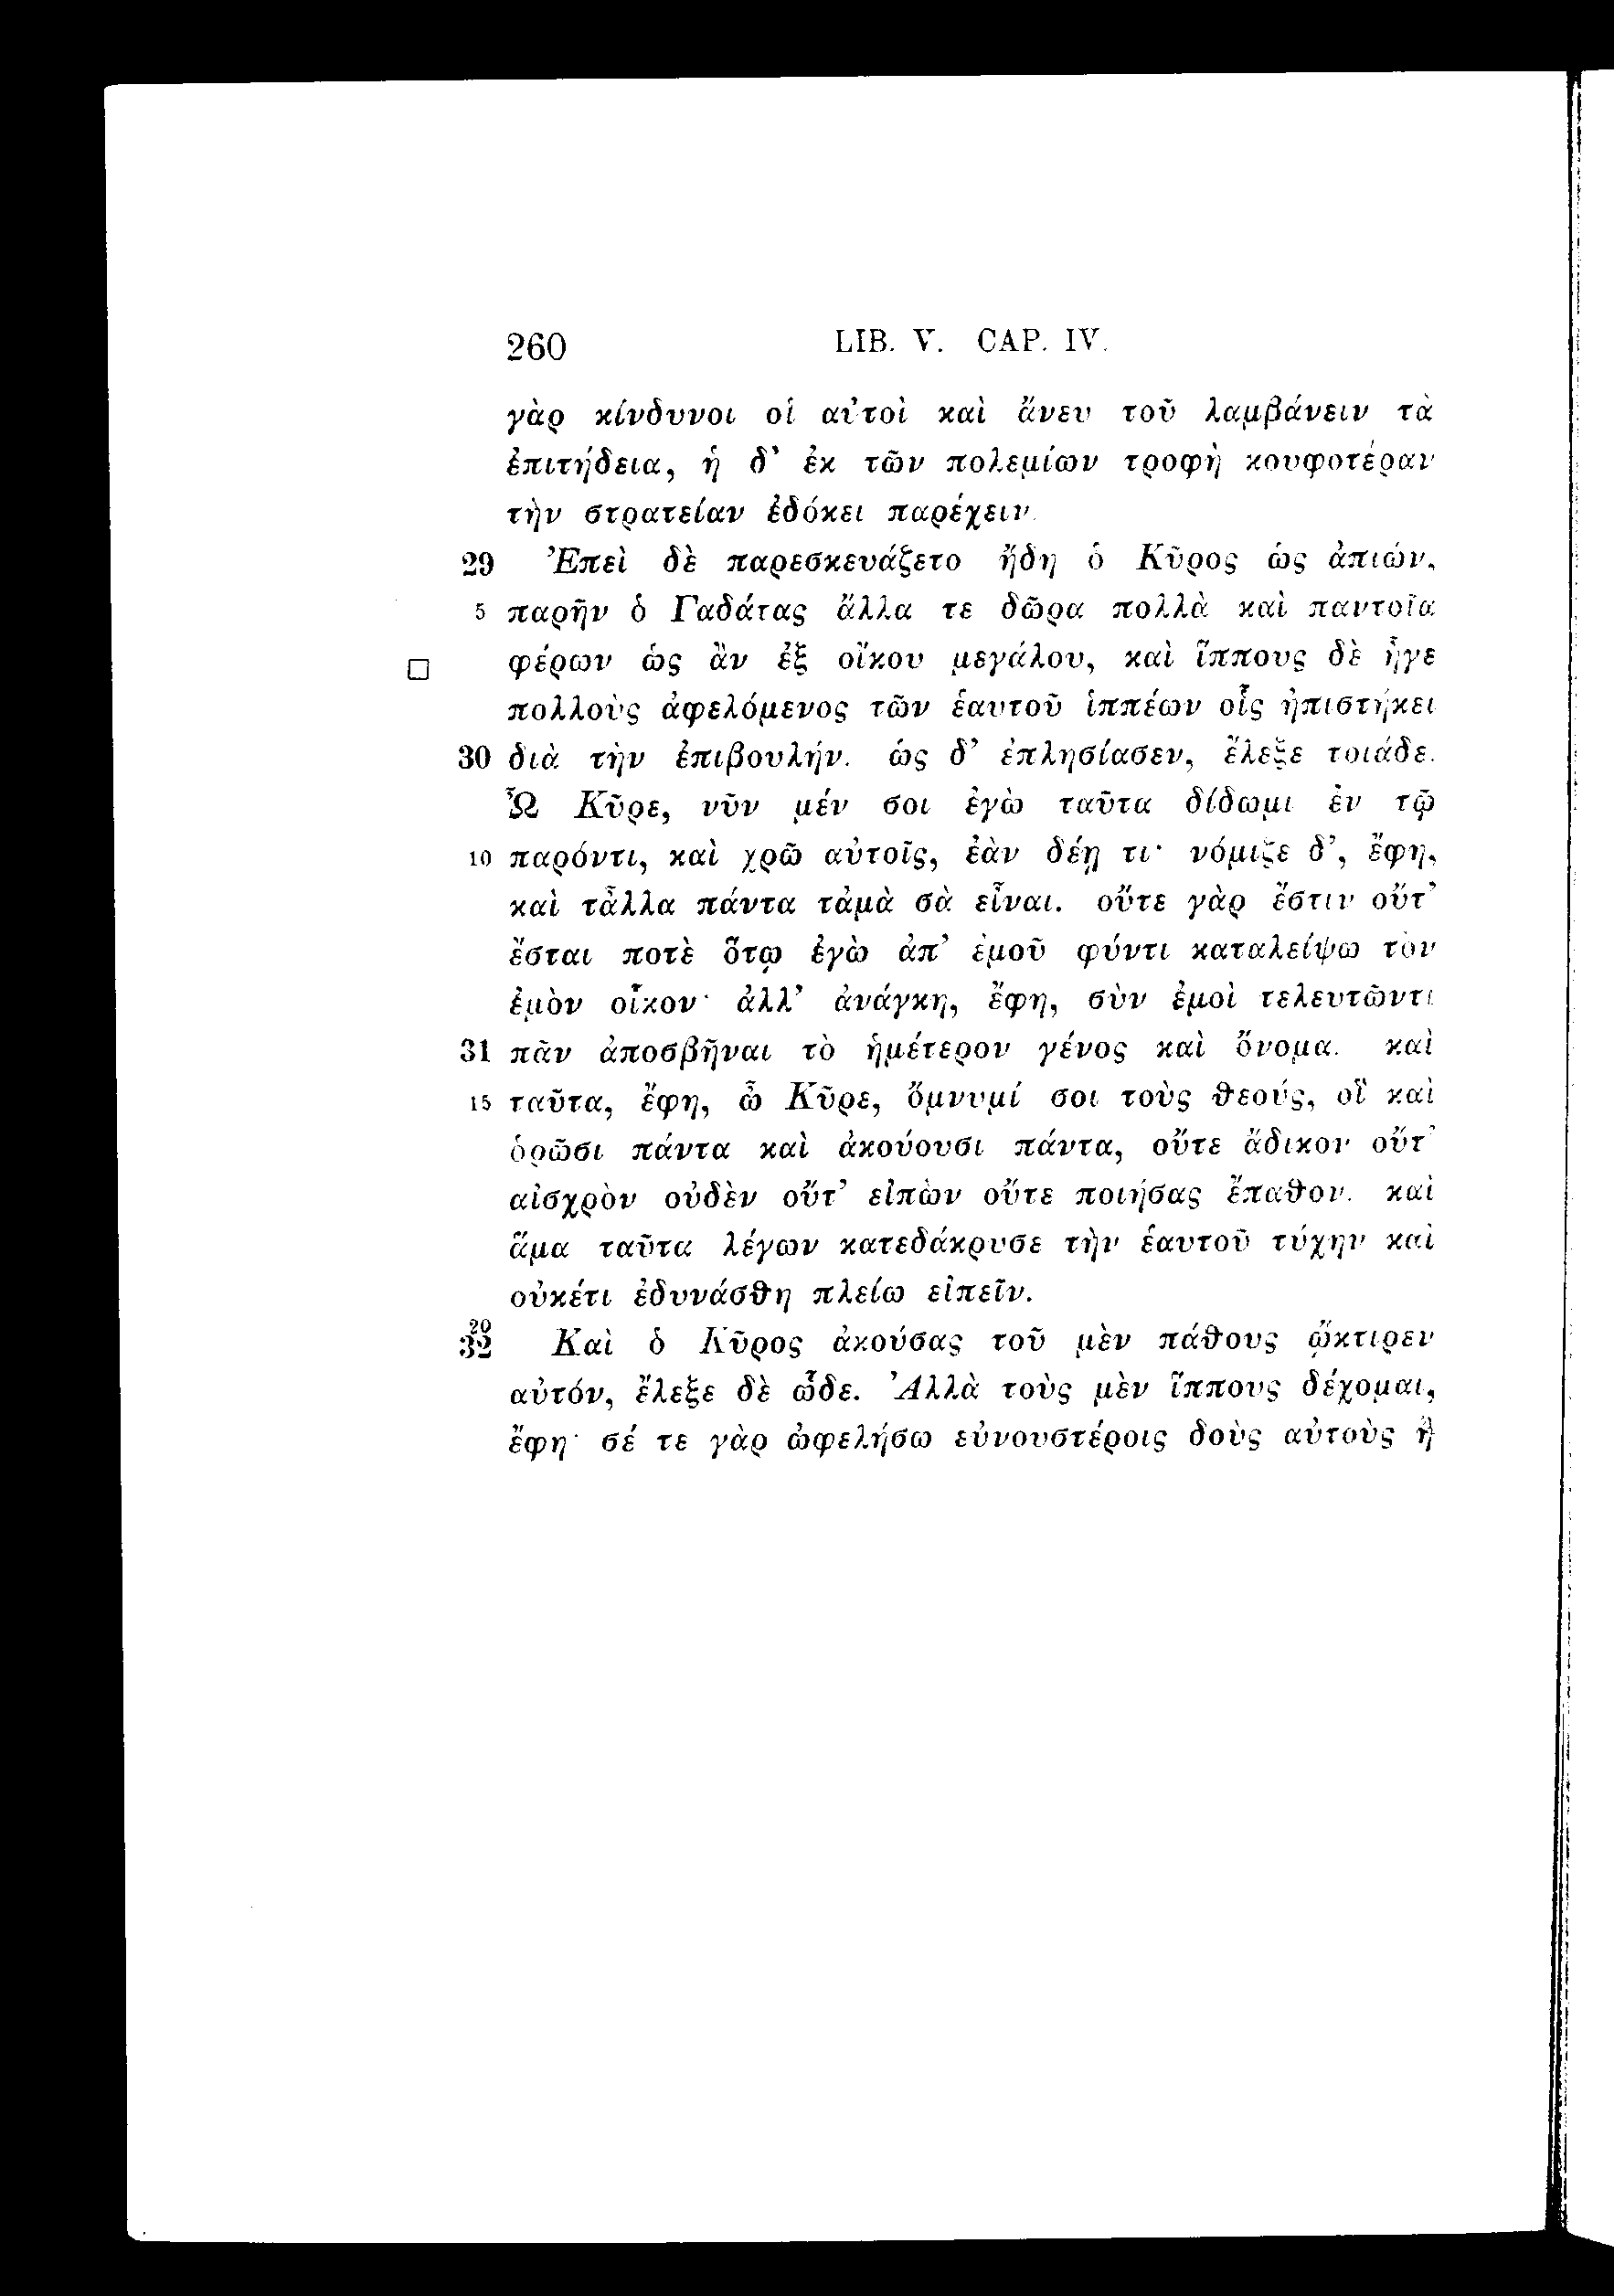 260 LIB. V. CAP. IV.
γὰρ κίνδυνοι οἱ αὐτοὶ καὶ ἄνευ τοῦ λαμβάνειν τὰ
ἐπιτήδεια, ἡ δ’ ἐκ τῶν πολεμίων τροφὴ κουφοτέραν
τὴν στρατείαν ἐδόκει παρέχειν.
29 Ἐπεὶ δὲ παρεσκευάζετο ἤδη ὁ Κῦρος ὡς ἀπιών,
5 παρῆν ὁ Γαδάτας ἄλλα τε δῶρα πολλὰ καὶ παντοῖα
φέρων ὡς ἂν ἐξ οἴκου μεγάλου, καὶ ἵππους δὲ ἦγε
πολλοὺς ἀφελόμενος τῶν ἑαυτοῦ ἱππέων οἷς ἠπιστήκει
30 διὰ τὴν ἐπιβουλήν. ὡς δ’ ἐπλησίασεν, ἔλεξε τοιάδε.
Ὦ Κῦρε, νῦν μέν σοι ἐγὼ ταῦτα δίδωμι ἐν τῷ
10 παρόντι, καὶ χρῶ αὐτοῖς, ἐὰν δέῃ τι· νόμιζε δ’, ἔφη,
καὶ τἆλλα πάντα τἀμὰ σὰ εἶναι. οὔτε γὰρ ἔστιν οὔτ’
ἔσται ποτὲ ὅτῳ ἐγὼ ἀπ’ ἐμοῦ φύντι καταλείψω τὸν
ἐμὸν οἶκον· ἀλλ’ ἀνάγκη, ἔφη, σὺν ἐμοὶ τελευτῶντι
31 πᾶν ἀποσβῆναι τὸ ἡμέτερον γένος καὶ ὄνομα. καὶ
15 ταῦτα, ἔφη, ὦ Κῦρε, ὄμνυμί σοι τοὺς θεούς, οἳ καὶ
ὁρῶσι πάντα καὶ ἀκούουσι πάντα, οὔτε ἄδικον οὔτ’
αἰσχρὸν οὐδὲν οὔτ’ εἰπὼν οὔτε ποιήσας ἔπαθον. καὶ
ἅμα ταῦτα λέγων κατεδάκρυσε τὴν ἑαυτοῦ τύχην καὶ
οὐκέτι ἐδυνάσθη πλείω εἰπεῖν.
20
32 Καὶ ὁ Κῦρος ἀκούσας τοῦ μὲν πάθους ᾤκτιρεν
αὐτόν, ἔλεξε δὲ ὧδε. Ἀλλὰ τοὺς μὲν ἵππους δέχομαι,
ἔφη· σέ τε γὰρ ὠφελήσω εὐνουστέροις δοὺς αὐτοὺς ἢ